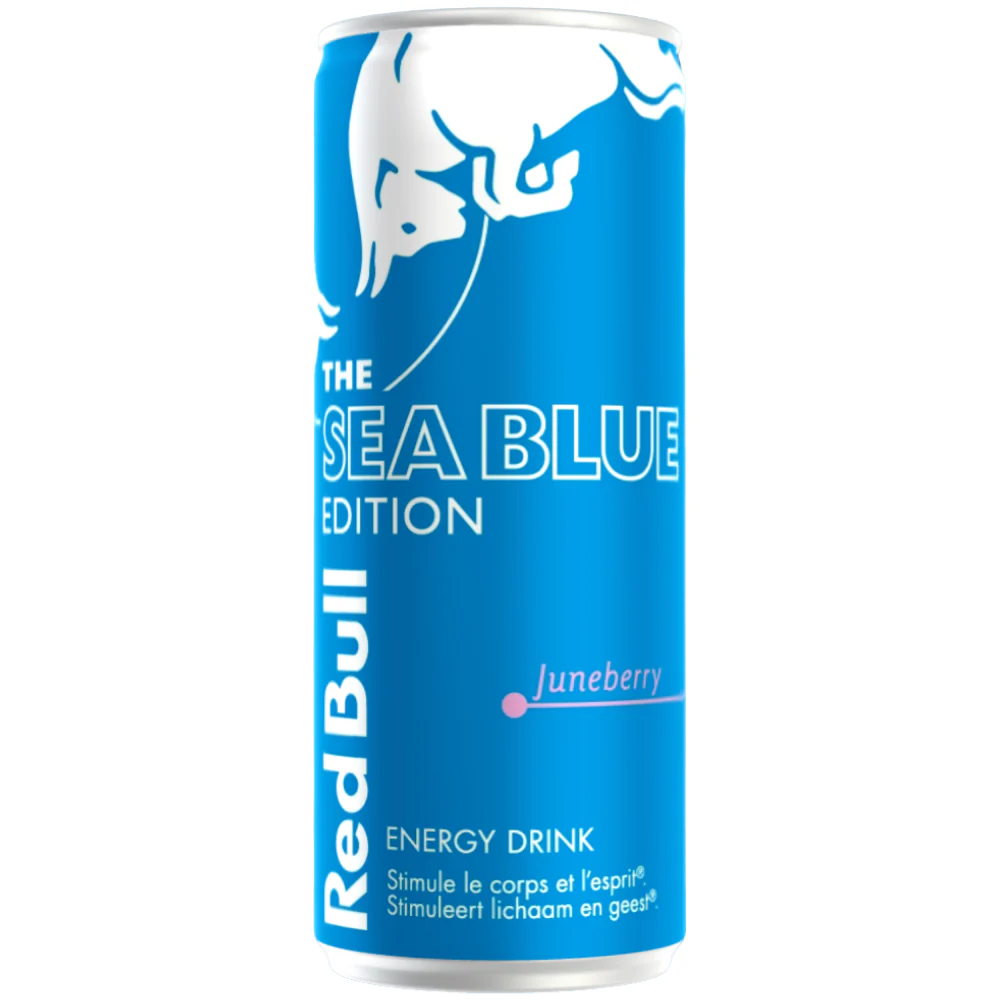 THE
SEA BLUE
EDITION
Red Bull
Juneberry
ENERGY DRINK
Stimule le corps et l'esprit®.
Stimuleert lichaam en geest®.